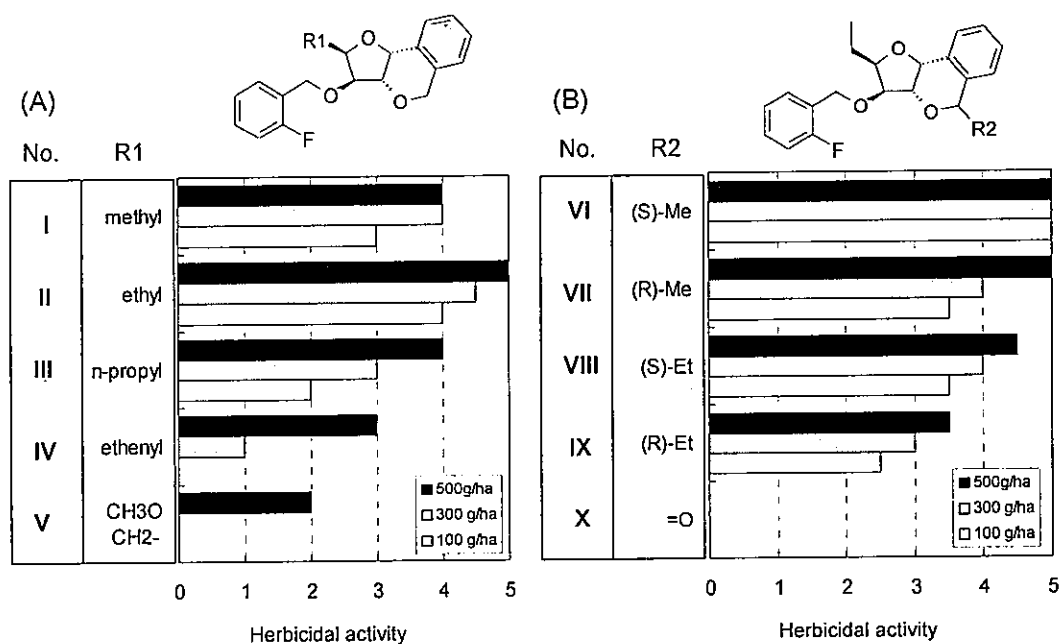 R1
O
O
O
F
(A)
No. R1
I methyl
II ethyl
III n-propyl
IV ethenyl
V CH3O
CH2-
500g/ha
300 g/ha
100 g/ha
0 1 2 3 4 5
Herbicidal activity
O
O
O
R2
F
(B)
No. R2
VI (S)-Me
VII (R)-Me
VIII (S)-Et
IX (R)-Et
X =O
500g/ha
300 g/ha
100 g/ha
0 1 2 3 4 5
Herbicidal activity